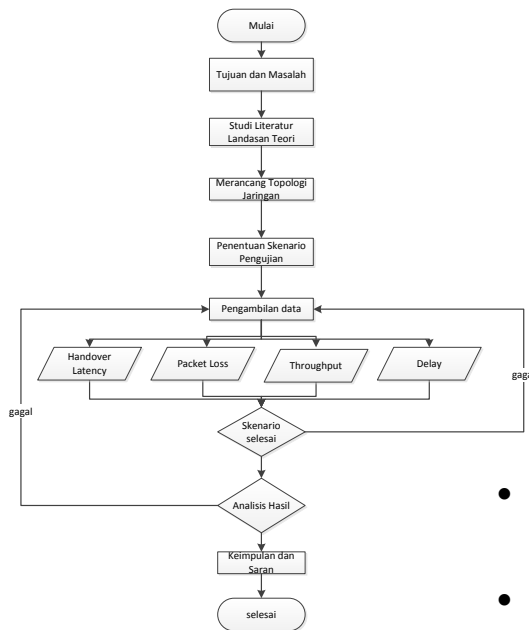 Mulai
Tujuan dan Masalah
Studi Literatur
Landasan Teori
Merancang Topologi
Jaringan
Penentuan Skenario
Pengujian
Pengambilan data
Handover
Latency
Packet Loss
Throughput
Delay
gagal
gaga
Skenario
selesai
Analisis Hasil
Keimpulan dan
Saran
selesai